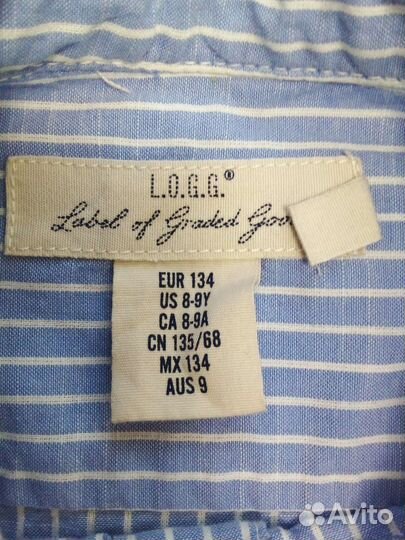 L.O.G.G.®
Label of Graded Goo
EUR 134
US 8-9Y
CA 8-9A
CN 135/68
MX 134
AUS 9
Avito